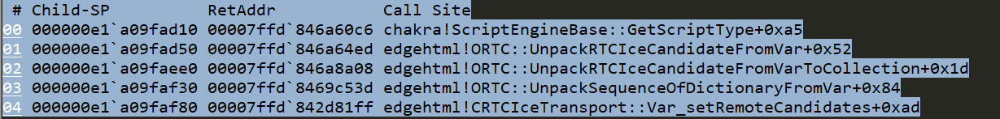 # Child-SP RetAddr Call Site
00 000000e1`a09fad10 00007ffd`846a60c6 chakra!ScriptEngineBase::GetScriptType+0xa5
01 000000e1`a09fad50 00007ffd`846a64ed edgehtml!ORTC::UnpackRTCIceCandidateFromVar+0x52
02 000000e1`a09faee0 00007ffd`846a8a08 edgehtml!ORTC::UnpackRTCIceCandidateFromVarToCollection+0x1d
03 000000e1`a09faf30 00007ffd`8469c53d edgehtml!ORTC::UnpackSequenceOfDictionaryFromVar+0x84
04 000000e1`a09faf80 00007ffd`842d81ff edgehtml!CRTCIceTransport::Var_setRemoteCandidates+0xad